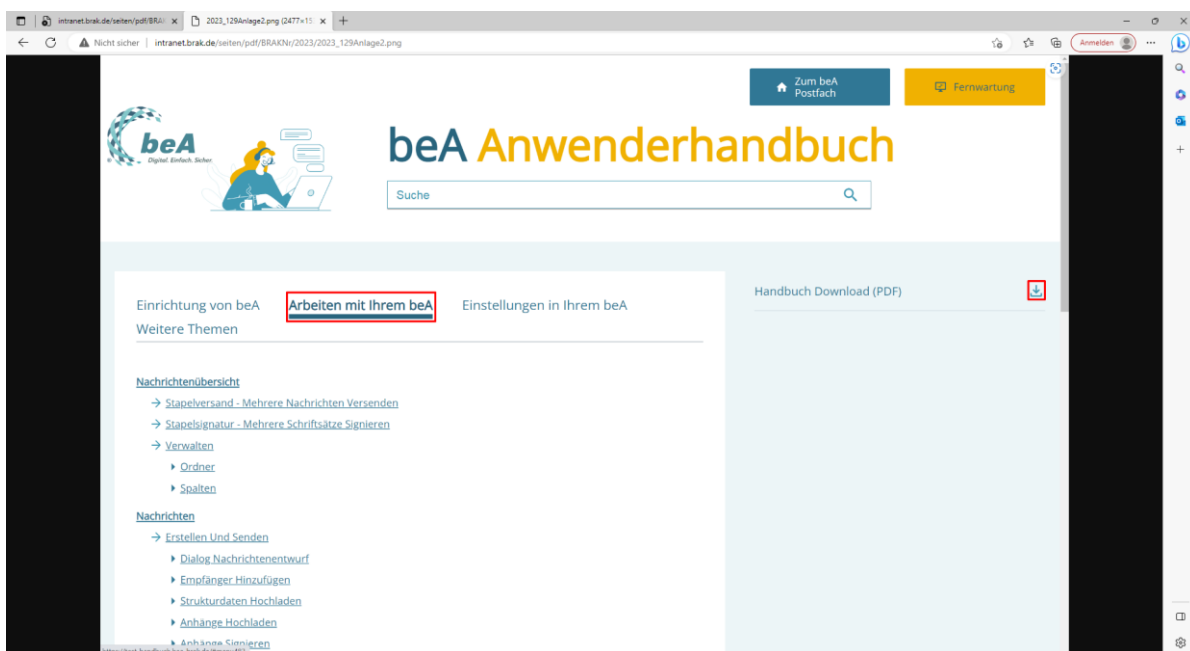 intranet.brak.de/seiten/pdf/BRAK
2023_129Anlage2.png (2477×15
Nicht sicher
intranet.brak.de/seiten/pdf/BRAKNr/2023/2023_129Anlage2.png
Anmelden
Zum beA
Postfach
Fernwartung
beA
Digital. Einfach. Sicher.
beA Anwenderhandbuch
Suche
Einrichtung von beA
Arbeiten mit Ihrem beA
Einstellungen in Ihrem beA
Weitere Themen
Handbuch Download (PDF)
Nachrichtenübersicht
Stapelversand - Mehrere Nachrichten Versenden
Stapelsignatur - Mehrere Schriftsätze Signieren
Verwalten
Ordner
Spalten
Nachrichten
Erstellen Und Senden
Dialog Nachrichtenentwurf
Empfänger Hinzufügen
Strukturdaten Hochladen
Anhänge Hochladen
Anhänge Signieren